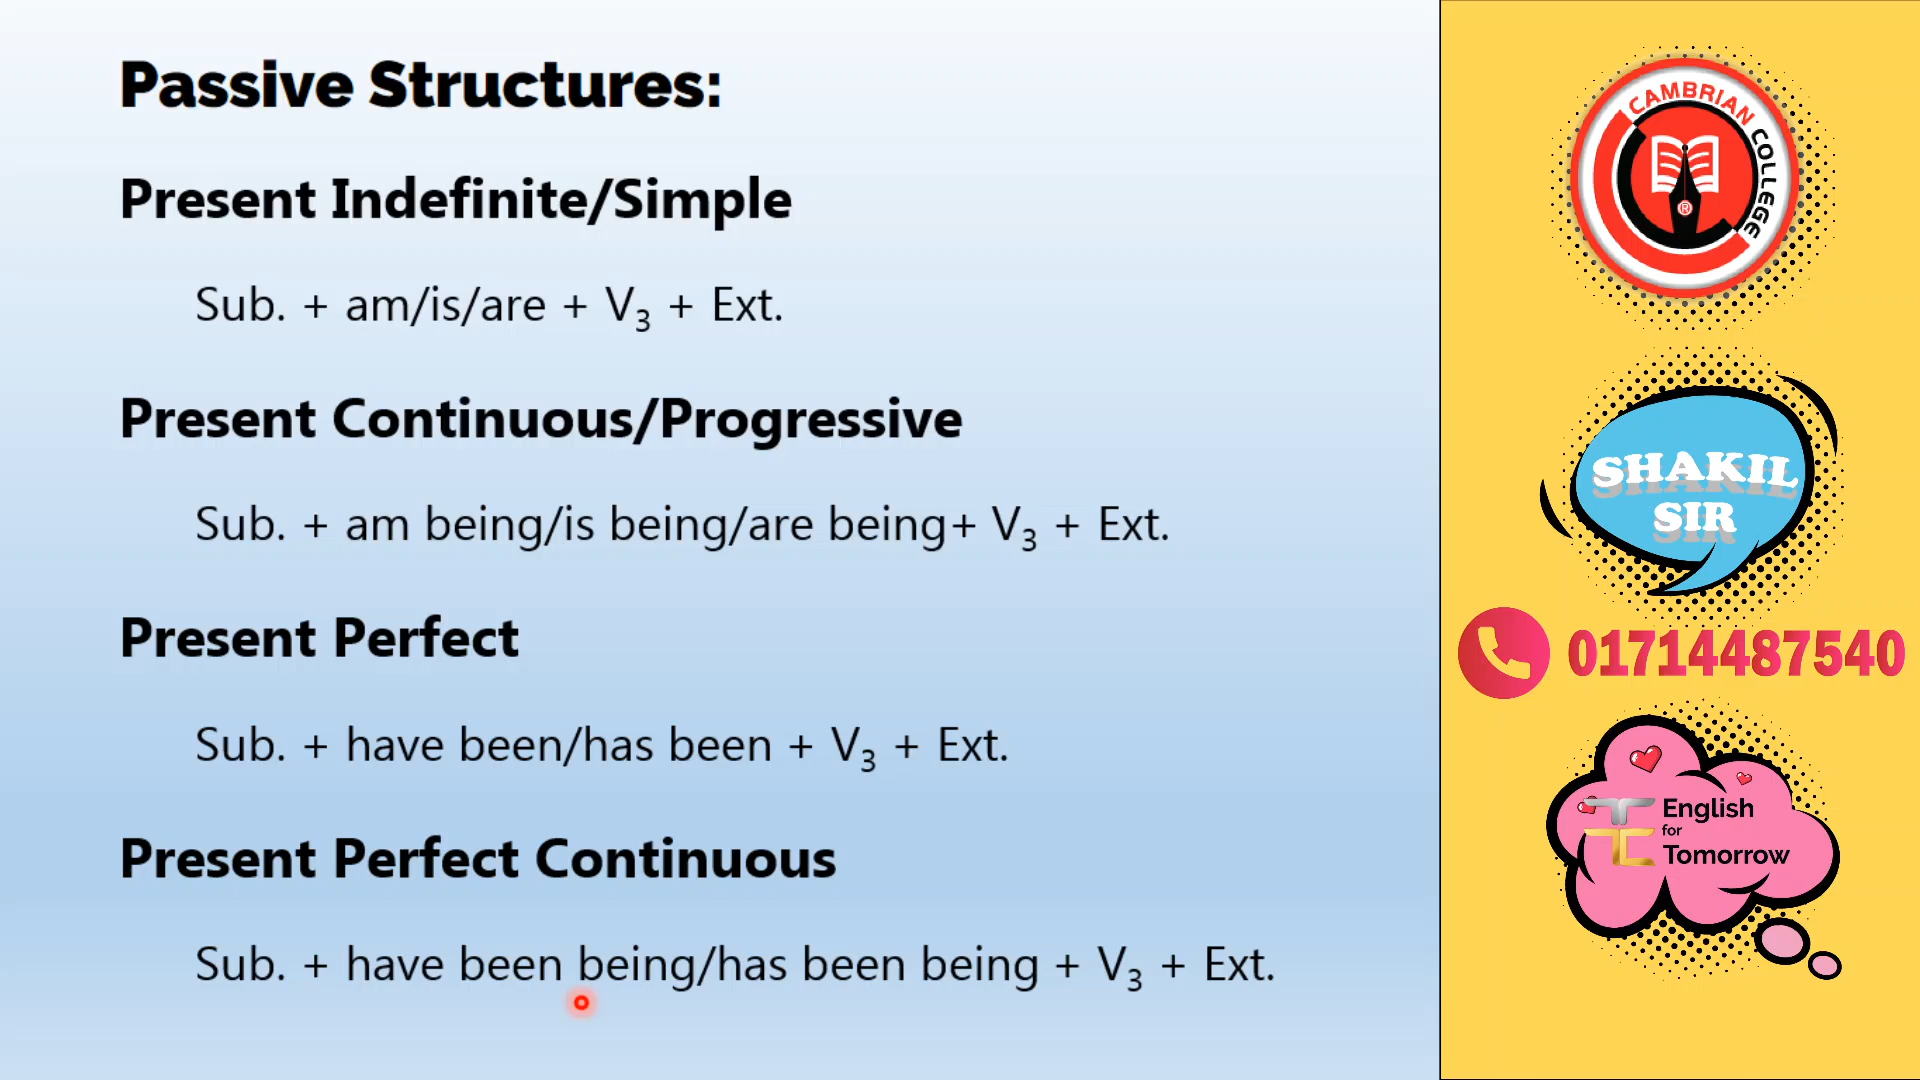 Passive Structures:
Present Indefinite/Simple
Sub. + am/is/are + V₃ + Ext.
Present Continuous/Progressive
Sub. + am being/is being/are being+ V₃ + Ext.
Present Perfect
Sub. + have been/has been + V₃ + Ext.
Present Perfect Continuous
Sub. + have been being/has been being + V₃ + Ext.
CAMBRIAN COLLEGE
®
SHAKIL
SIR
01714487540
English
for
Tomorrow